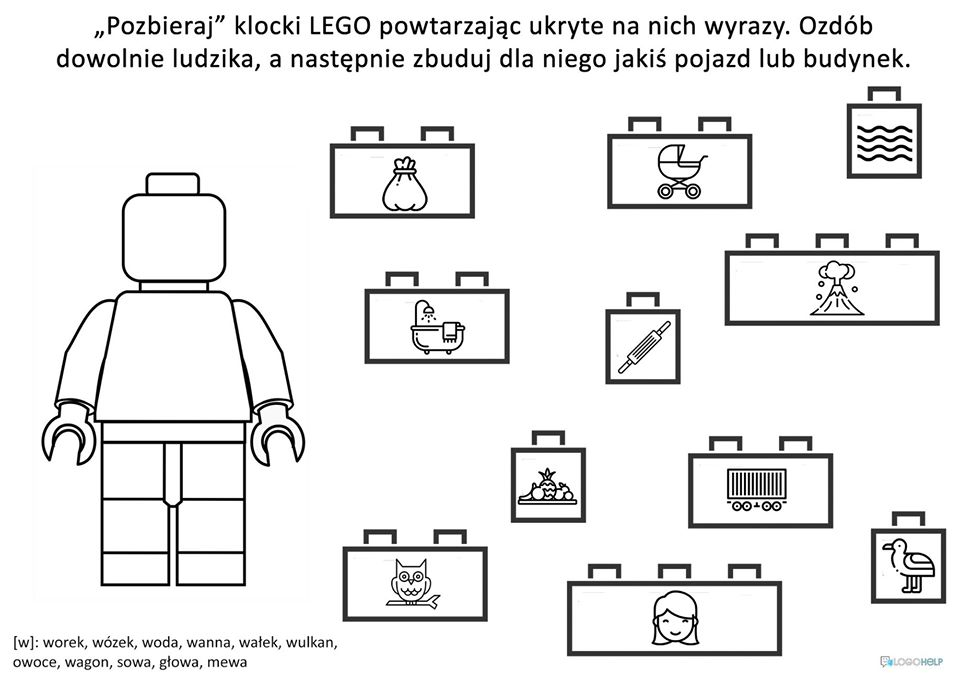 „Pozbieraj” klocki LEGO powtarzając ukryte na nich wyrazy. Ozdób
dowolnie ludzika, a następnie zbuduj dla niego jakiś pojazd lub budynek.
[w]: worek, wózek, woda, wanna, wałek, wulkan,
owoce, wagon, sowa, głowa, mewa
LOGOHELP